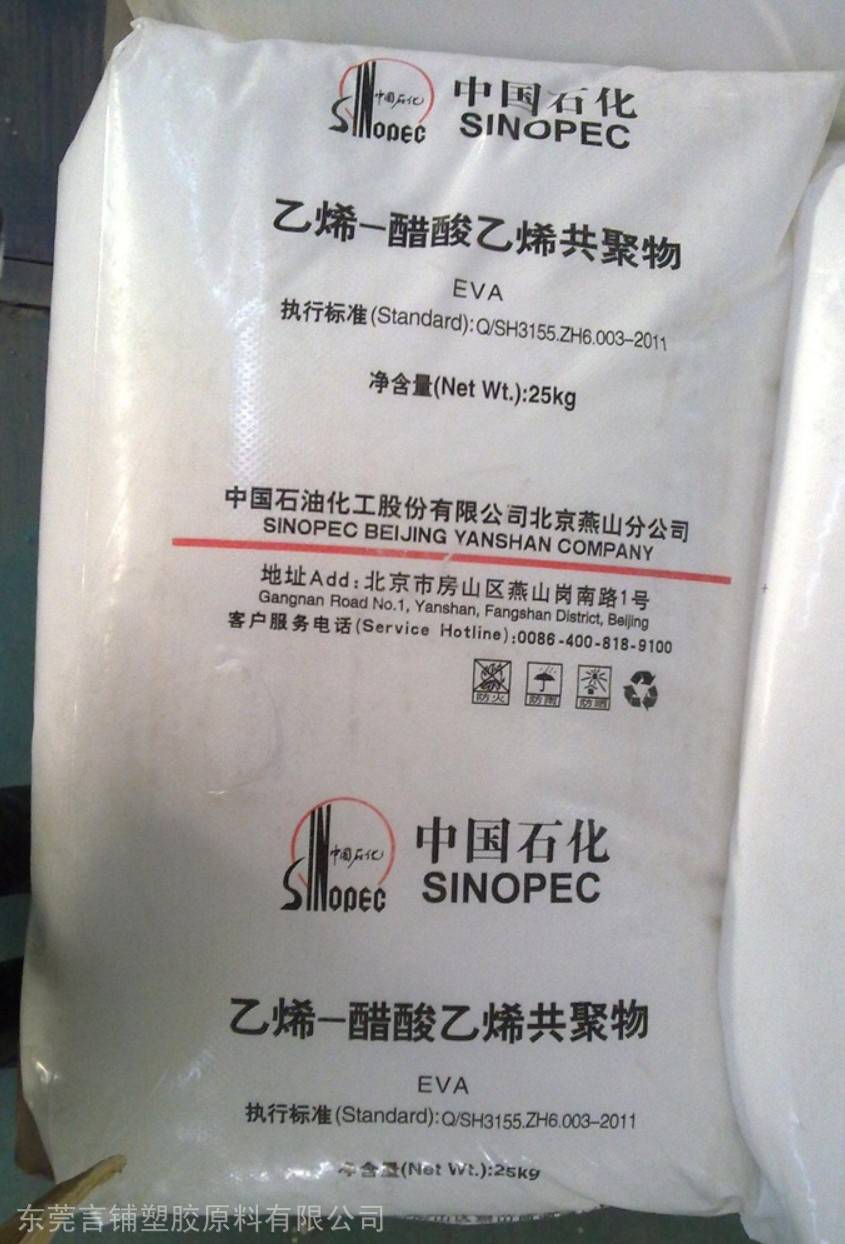 中国石化
SINOPEC
中国石化
SINOPEC
乙烯-醋酸乙烯共聚物
EVA
执行标准(Standard):Q/SH3155.ZH6.003-2011
净含量(Net Wt.):25kg
中国石油化工股份有限公司北京燕山分公司
SINOPEC BEIJING YANSHAN COMPANY
地址Add:北京市房山区燕山岗南路1号
Gangnan Road No.1, Yanshan, Fangshan District, Beijing
客户服务电话(Service Hotline):0086-400-818-9100
防火 防雨 防晒
中国石化
SINOPEC
中国石化
SINOPEC
乙烯-醋酸乙烯共聚物
EVA
执行标准(Standard):Q/SH3155.ZH6.003-2011
净含量(Net Wt.):25kg
东莞言铺塑胶原料有限公司